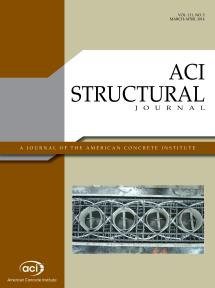 VOL. 111, NO. 2
MARCH-APRIL 2014
ACI
STRUCTURAL
JOURNAL
A JOURNAL OF THE AMERICAN CONCRETE INSTITUTE
aci
American Concrete Institute